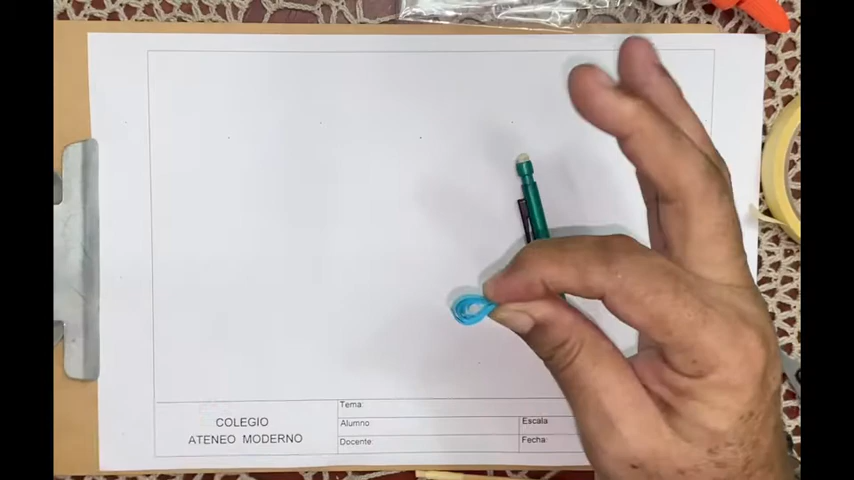 COLEGIO
ATENEO MODERNO
Tema:
Alumno
Escala
Docente
Fecha: